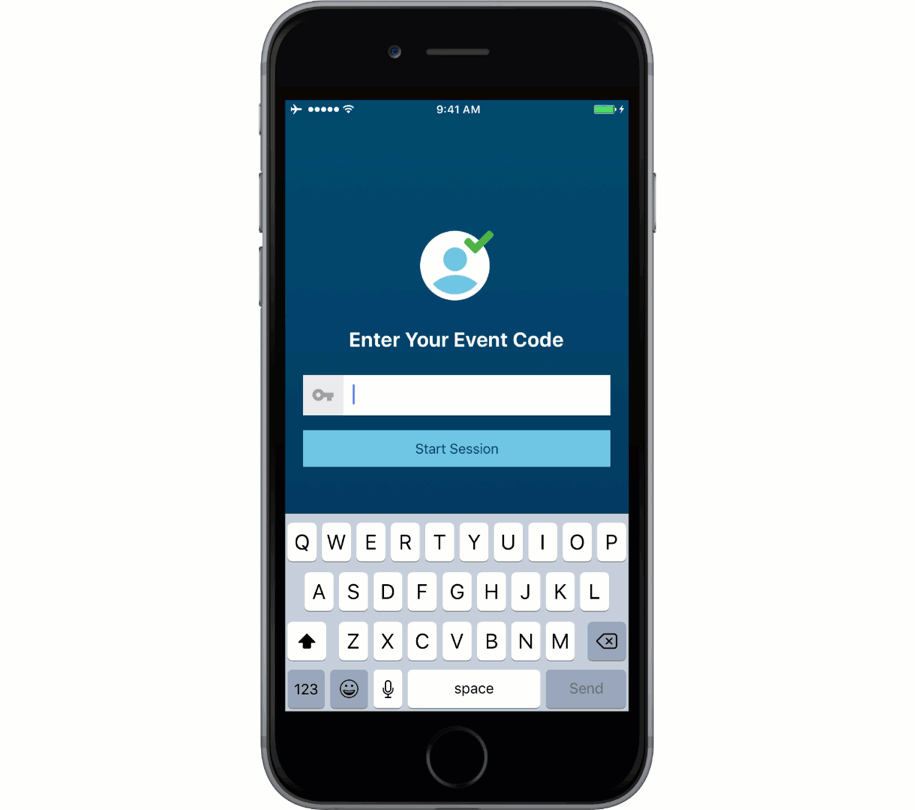 9:41 AM
Enter Your Event Code
Start Session
Q W E R T Y U I O P
A S D F G H J K L
Z X C V B N M
123 space Send